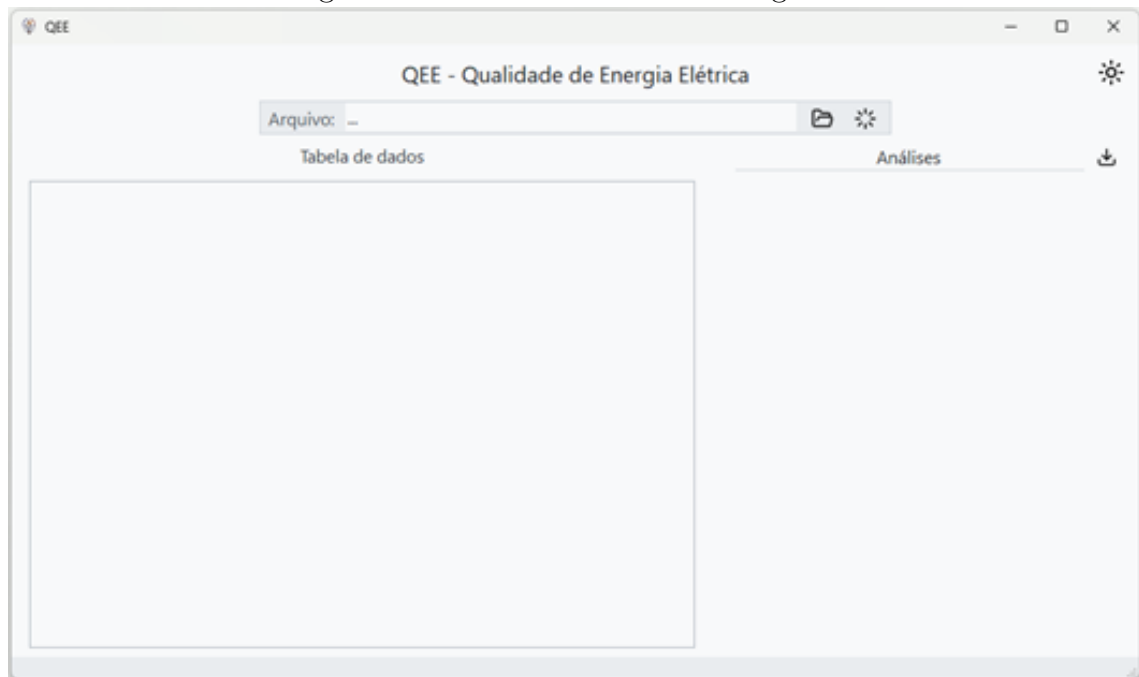 QEE
QEE - Qualidade de Energia Elétrica
Arquivo: ...
Tabela de dados
Análises